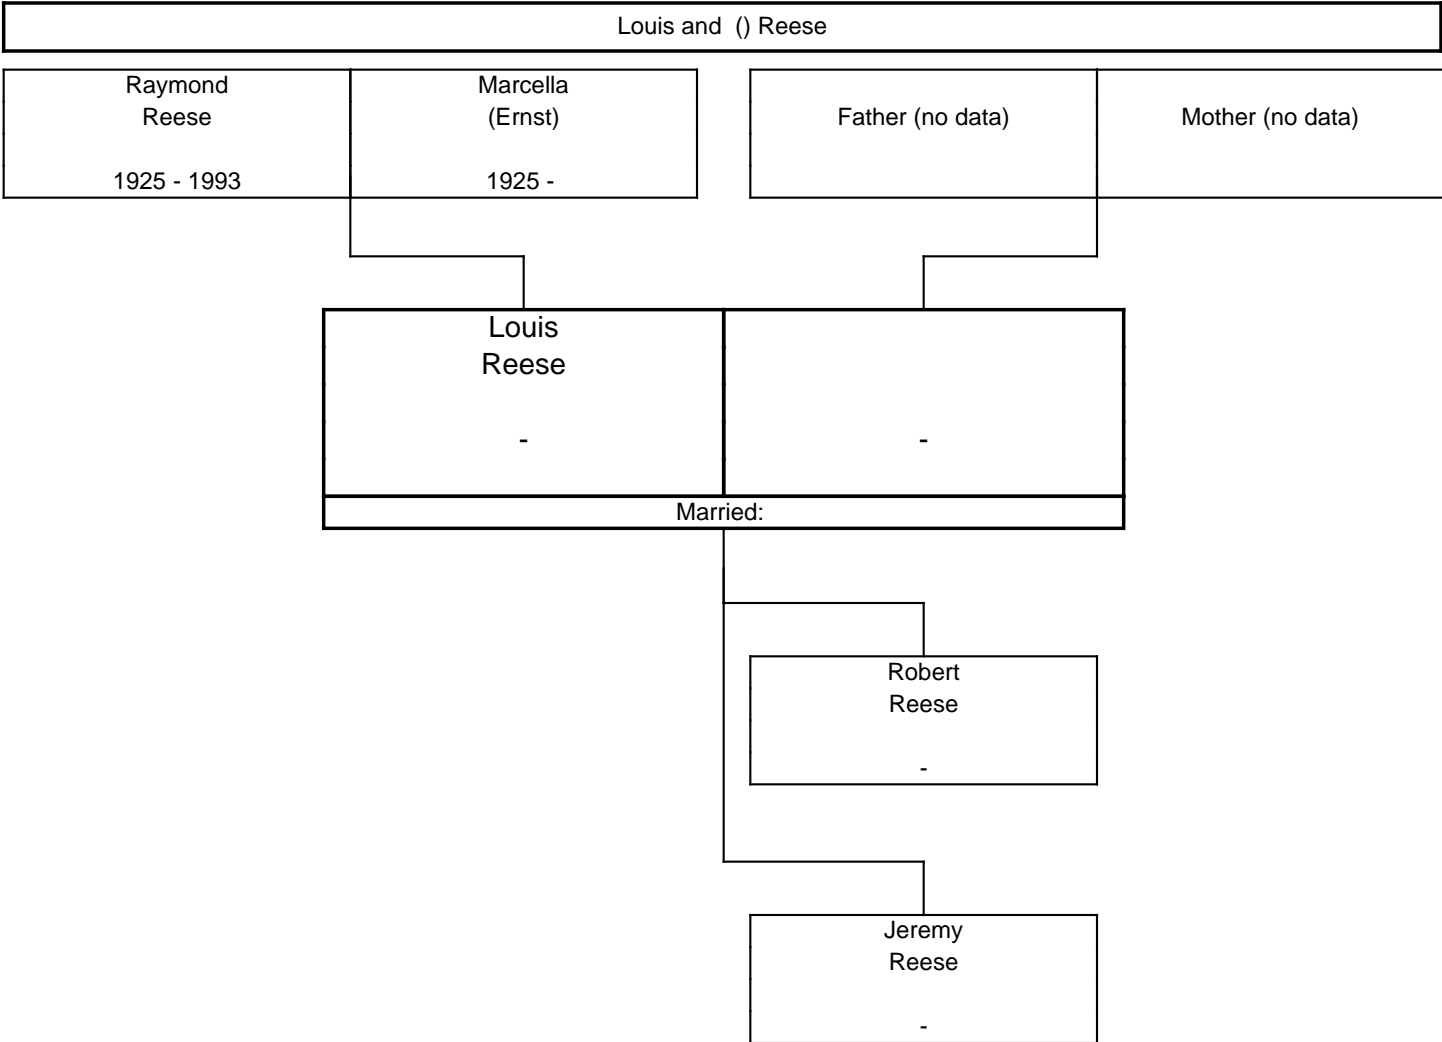 Louis and  () Reese
Raymond
Reese
1925 - 1993
Marcella
(Ernst)
1925 -
Father (no data)
Mother (no data)
Louis
Reese
-
-
Married:
Robert
Reese
-
Jeremy
Reese
-